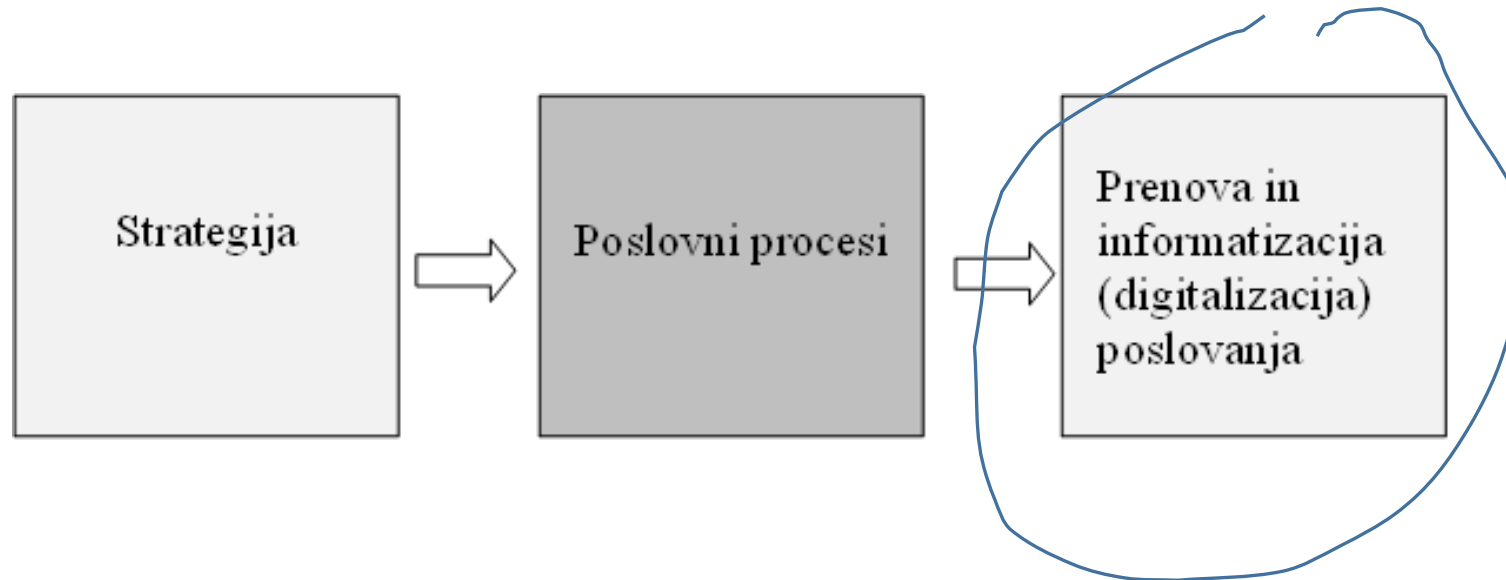 Strategija
Poslovni procesi
Prenova in
informatizacija
(digitalizacija)
poslovanja